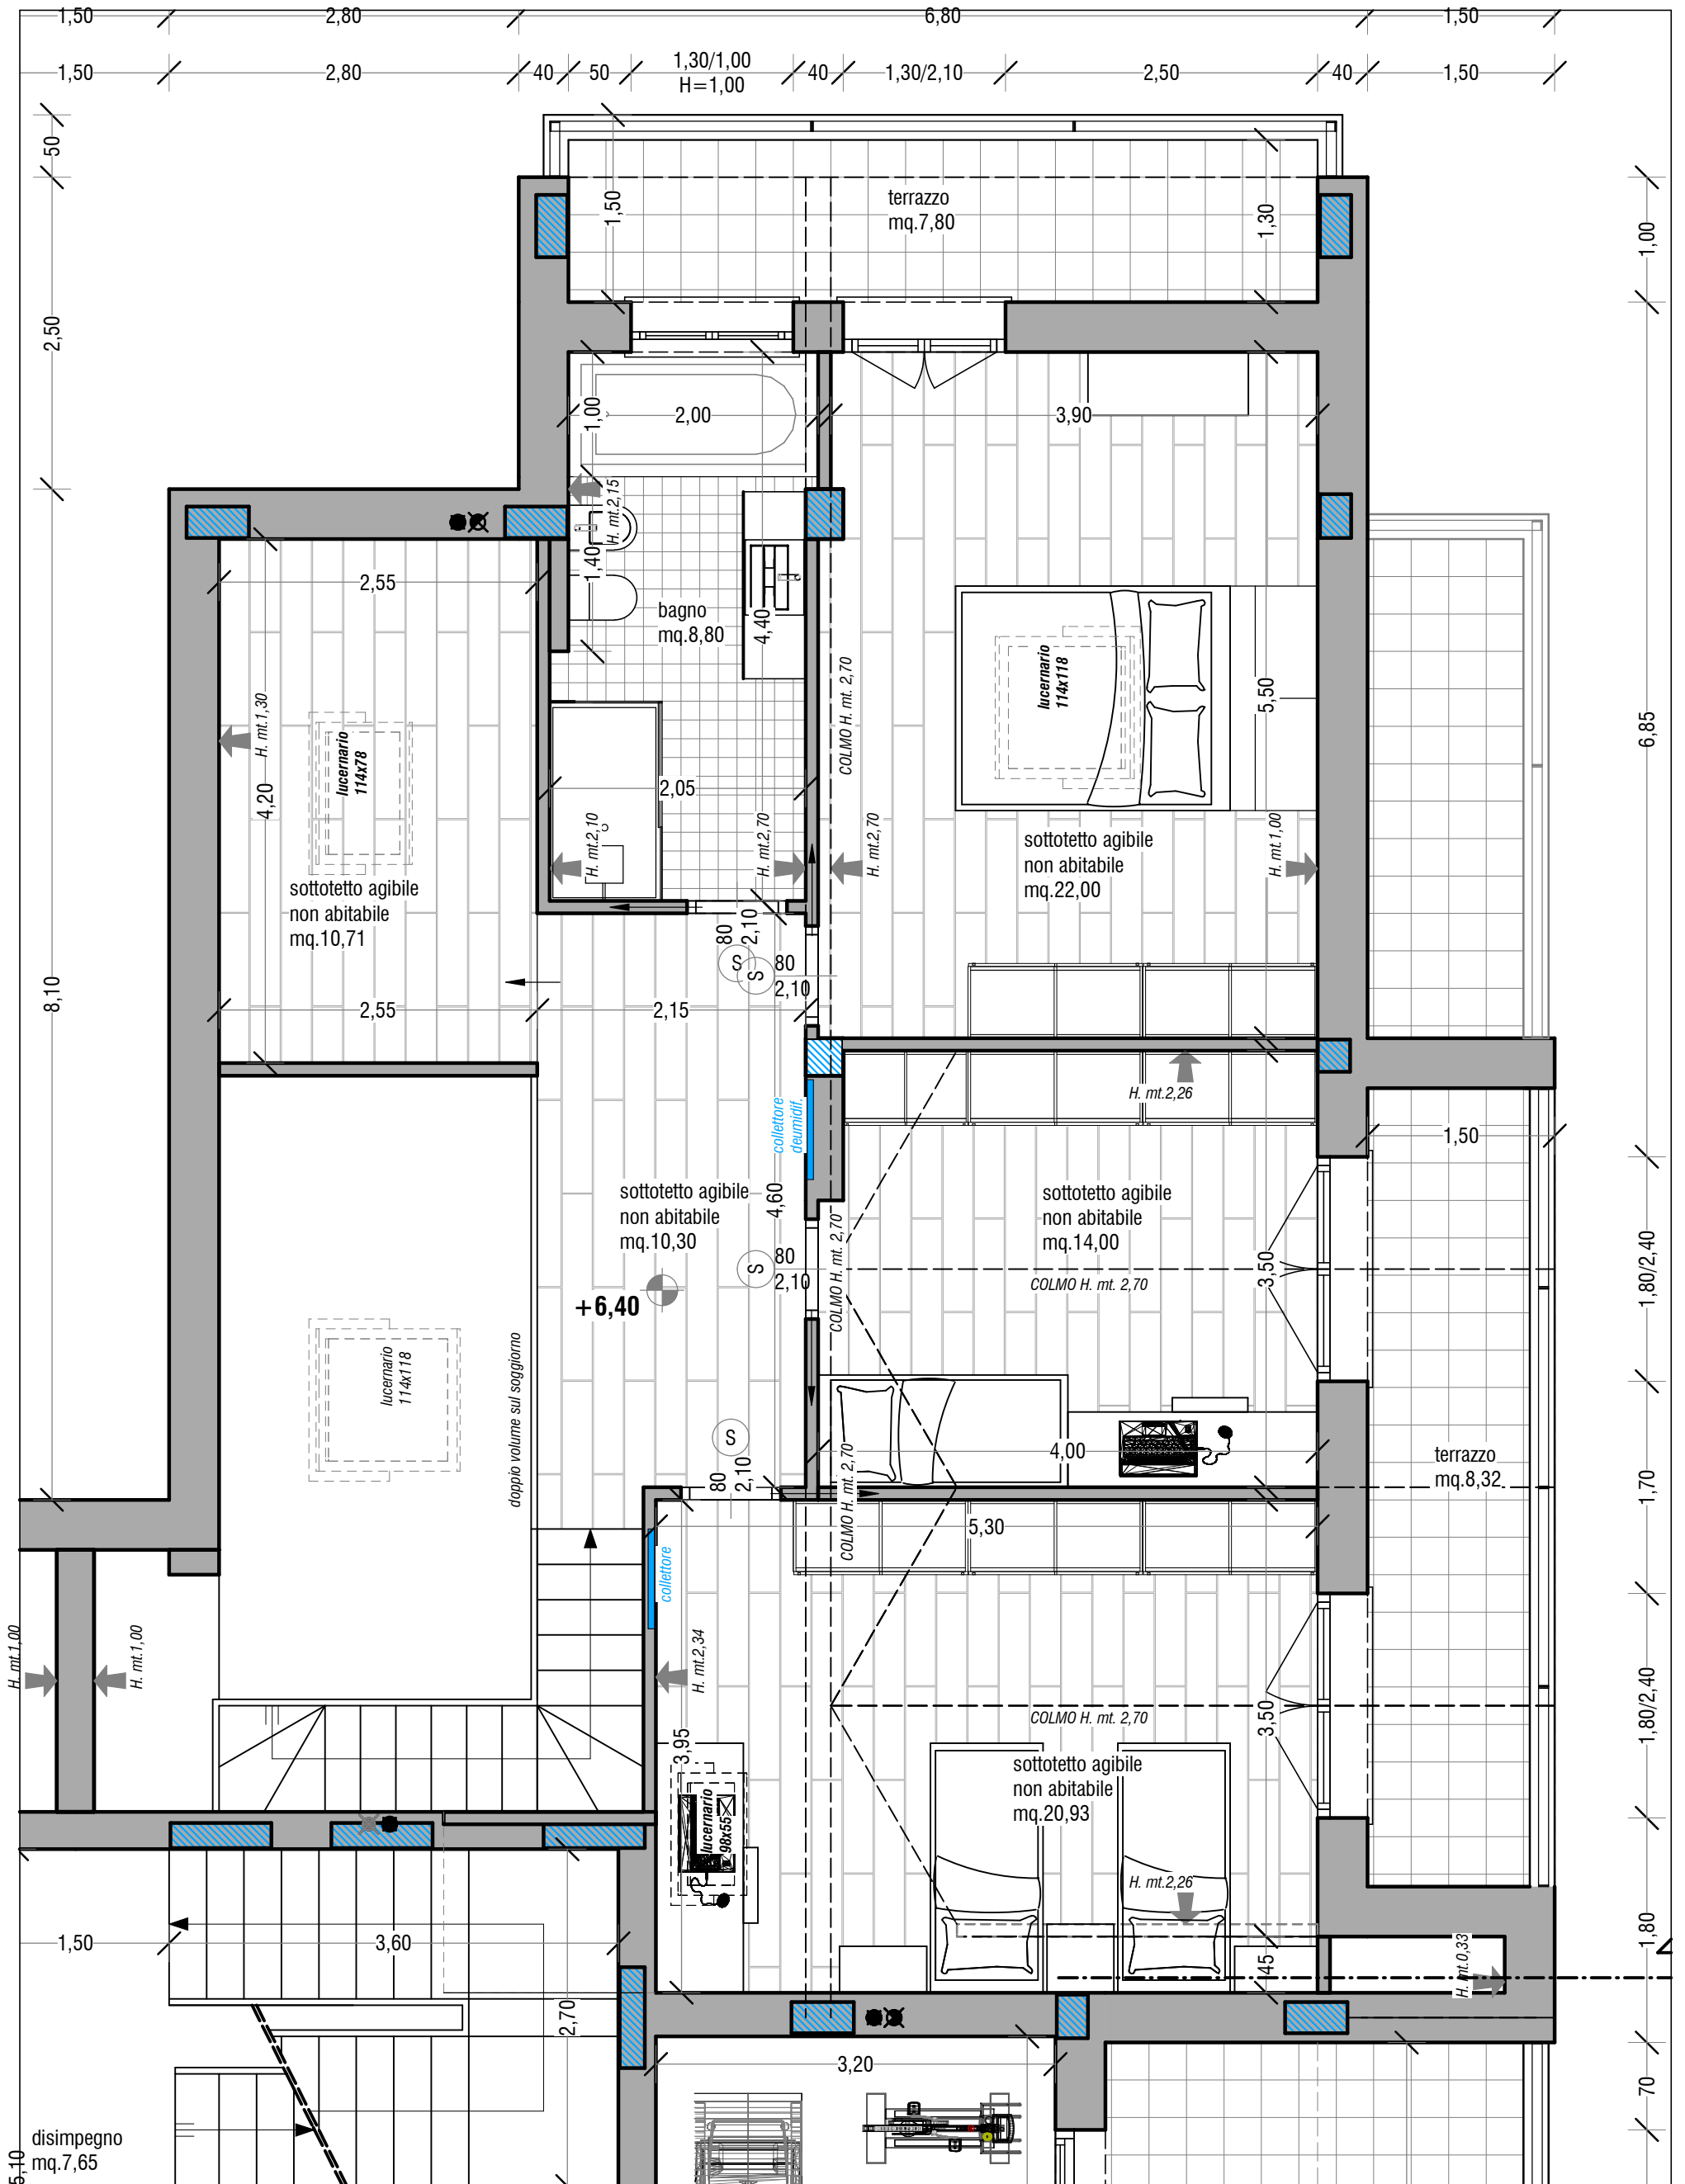 1,50
2,80
6,80
1,50
1,50
2,80
40
50
1,30/1,00
H=1,00
40
1,30/2,10
2,50
40
1,50
50
2,50
8,10
1,50
terrazzo
mq.7,80
1,30
1,00
6,85
1,00
2,00
3,90
H. mt.2,15
1,40
2,55
bagno
mq.8,80
4,40
COLMO H. mt. 2,70
lucernario
114x118
5,50
H. mt.1,30
lucernario
114x78
4,20
2,05
H. mt.2,10
H. mt.2,70
H. mt.2,70
sottotetto agibile
non abitabile
mq.22,00
H. mt.1,00
sottotetto agibile
non abitabile
mq.10,71
80
2,10
S
S
80
2,10
2,55
2,15
H. mt.2,26
collettore
deumidif.
1,50
sottotetto agibile
non abitabile
mq.10,30
4,60
sottotetto agibile
non abitabile
mq.14,00
COLMO H. mt. 2,70
S
80
2,10
COLMO H. mt. 2,70
3,50
1,80/2,40
+6,40
lucernario
114x118
doppio volume sul soggiorno
S
80
2,10
COLMO H. mt. 2,70
4,00
terrazzo
mq.8,32
1,70
5,30
collettore
H. mt.1,00
H. mt.1,00
H. mt.2,34
COLMO H. mt. 2,70
3,50
1,80/2,40
3,95
lucernario
98x55
sottotetto agibile
non abitabile
mq.20,93
H. mt.2,26
1,50
3,60
45
H. mt.0,33
1,80
2,70
3,20
70
disimpegno
mq.7,65
5,10